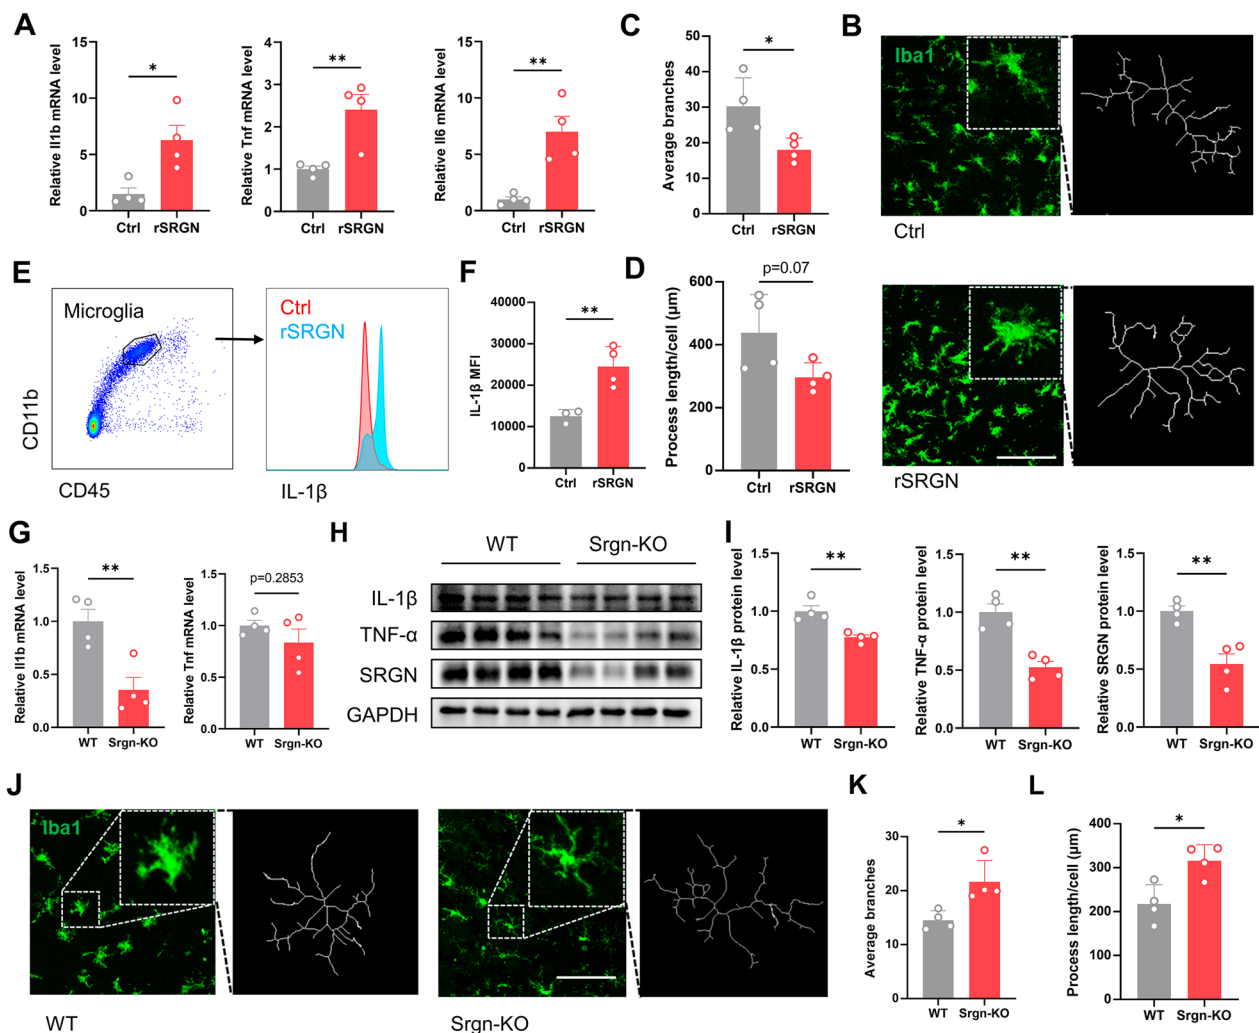 A
Relative Il1b mRNA level
15
10
5
0
*
Ctrl
rSRGN
Relative Tnf mRNA level
4
3
2
1
0
**
Ctrl
rSRGN
Relative Il6 mRNA level
15
10
5
0
**
Ctrl
rSRGN
C
Average branches
50
40
30
20
10
0
*
Ctrl
rSRGN
B
Iba1
Ctrl
rSRGN
E
Microglia
CD11b
CD45
Ctrl
rSRGN
IL-1β
F
IL-1β MFI
40000
30000
20000
10000
0
**
Ctrl
rSRGN
D
Process length/cell (μm)
600
400
200
0
p=0.07
Ctrl
rSRGN
G
Relative Il1b mRNA level
1.5
1.0
0.5
0.0
**
WT
Srgn-KO
Relative Tnf mRNA level
1.5
1.0
0.5
0.0
p=0.2853
WT
Srgn-KO
H
WT
Srgn-KO
IL-1β
TNF-α
SRGN
GAPDH
I
Relative IL-1β protein level
1.5
1.0
0.5
0.0
**
WT
Srgn-KO
Relative TNF-α protein level
1.5
1.0
0.5
0.0
**
WT
Srgn-KO
Relative SRGN protein level
1.5
1.0
0.5
0.0
**
WT
Srgn-KO
J
Iba1
WT
Srgn-KO
K
Average branches
30
20
10
0
*
WT
Srgn-KO
L
Process length/cell (μm)
400
300
200
100
0
*
WT
Srgn-KO